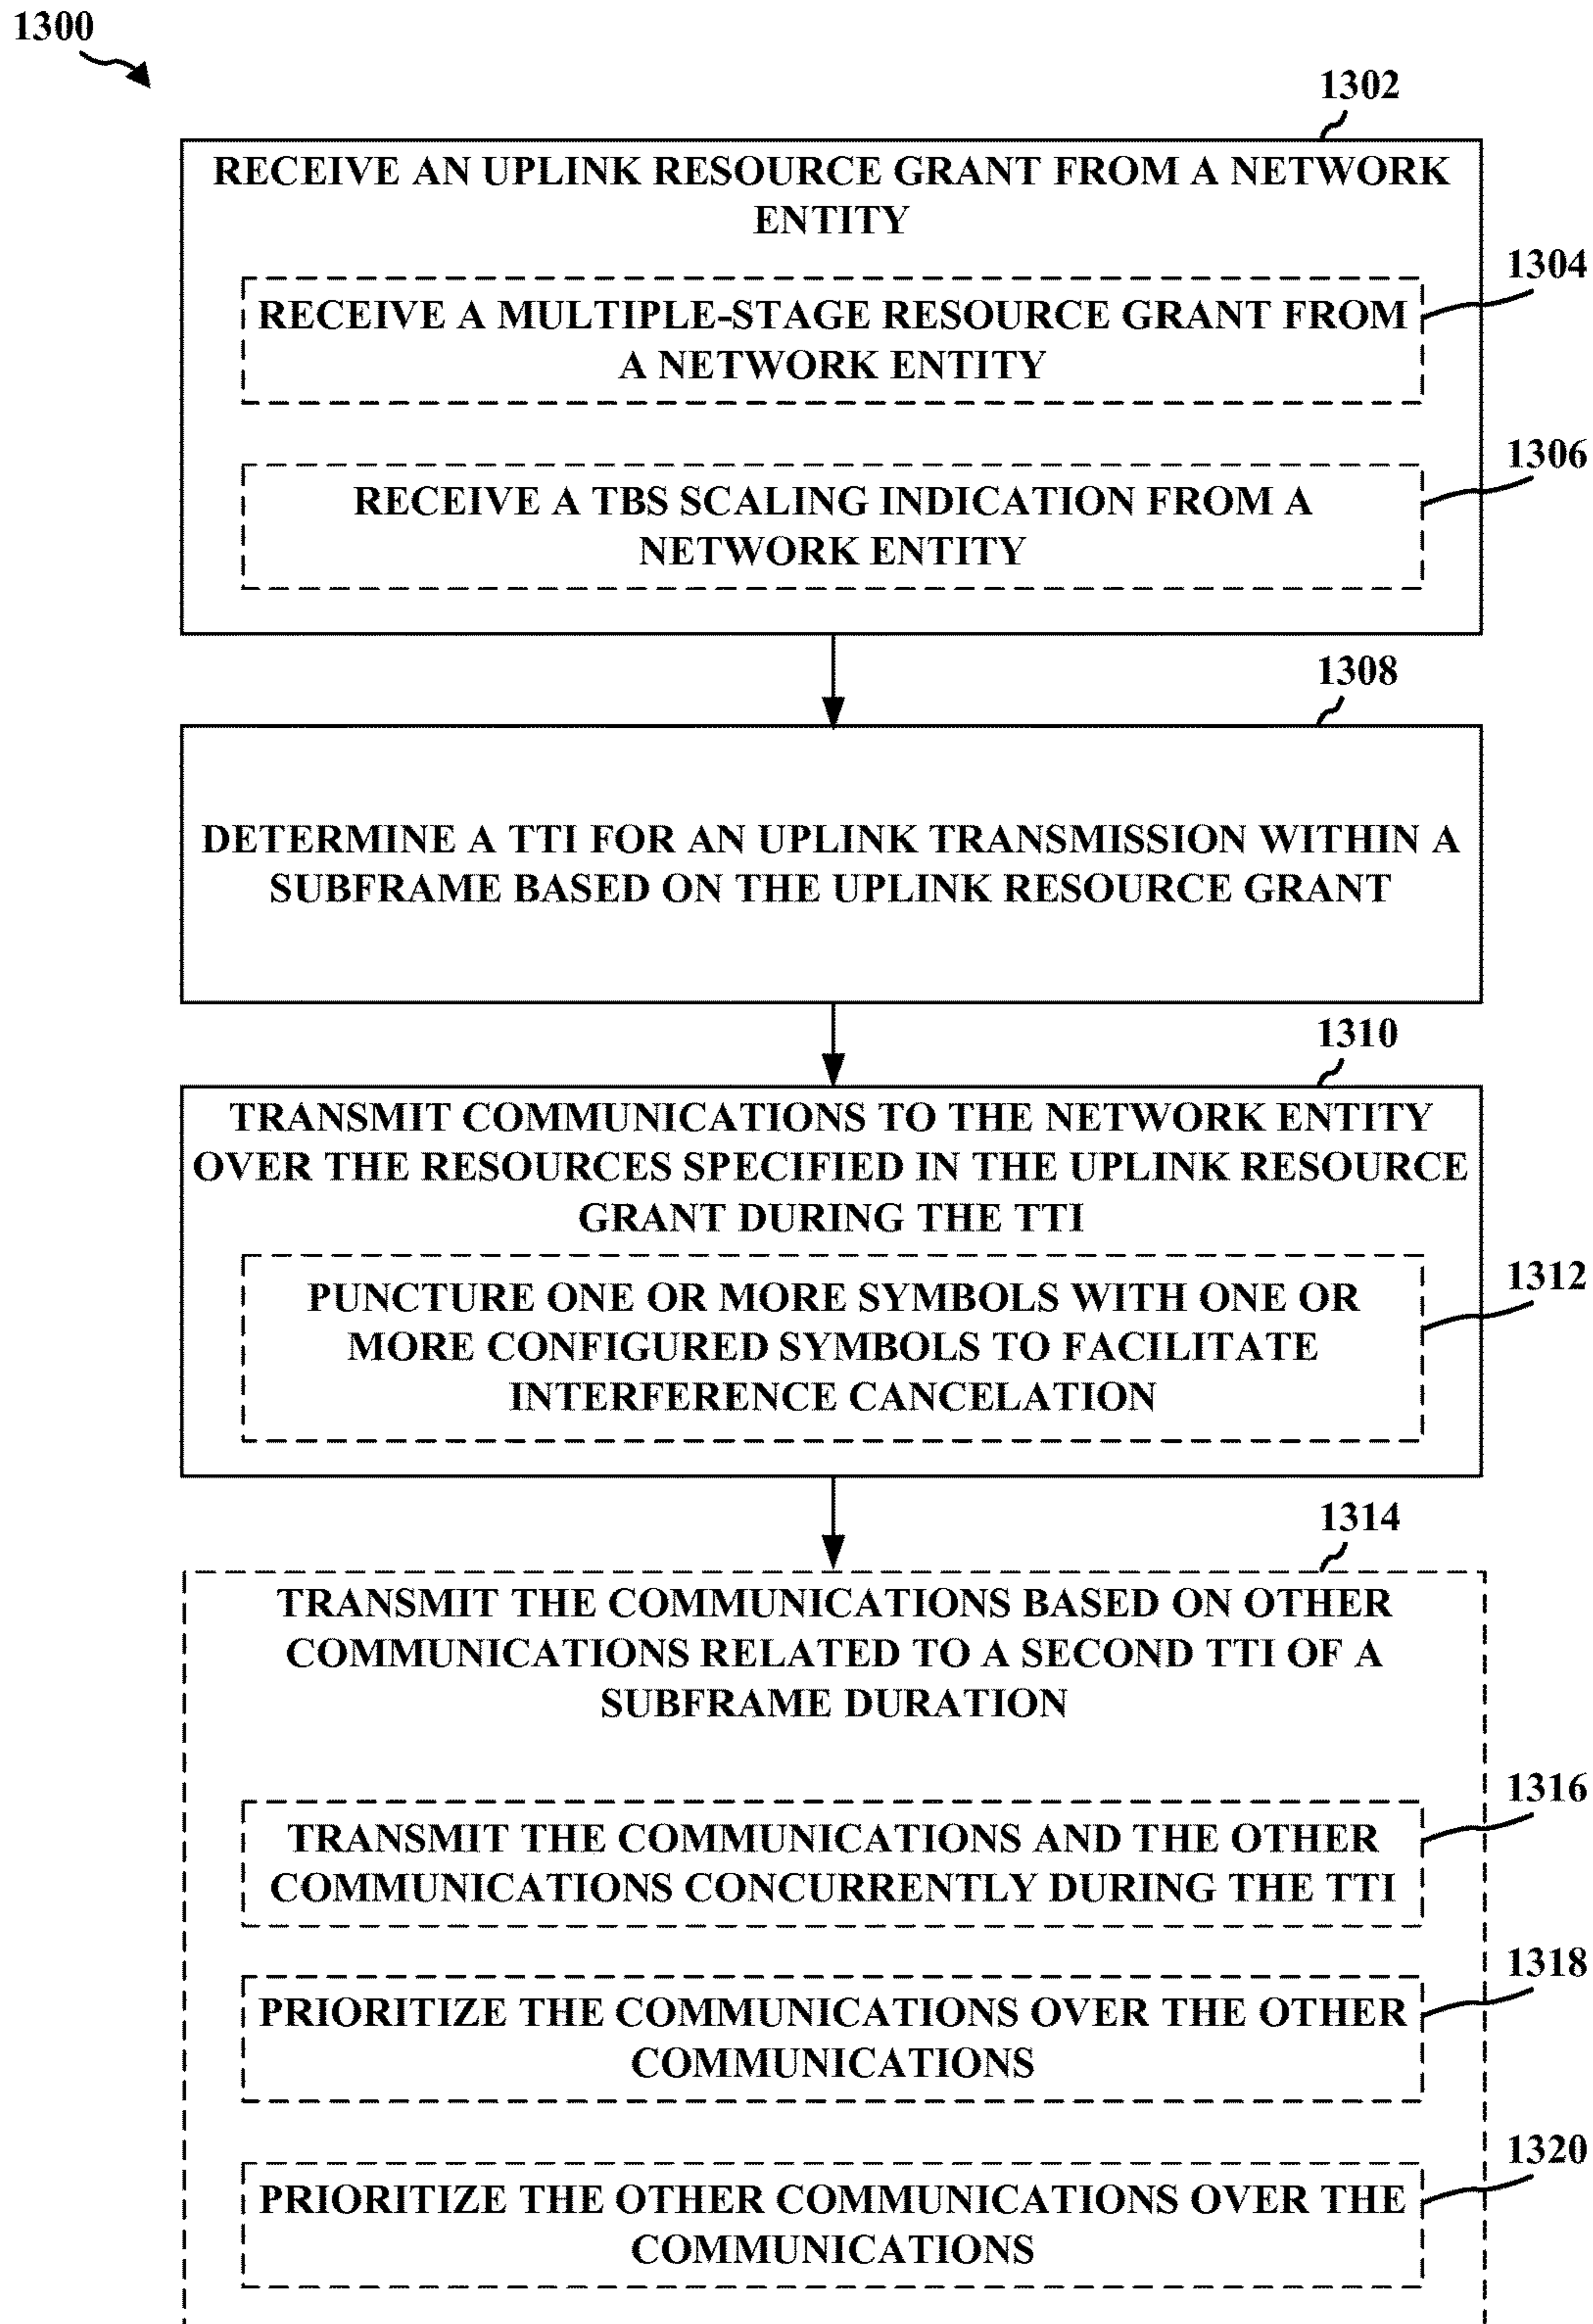 1300
1302
RECEIVE AN UPLINK RESOURCE GRANT FROM A NETWORK
ENTITY
1304
RECEIVE A MULTIPLE-STAGE RESOURCE GRANT FROM
A NETWORK ENTITY
1306
RECEIVE A TBS SCALING INDICATION FROM A
NETWORK ENTITY
1308
DETERMINE A TTI FOR AN UPLINK TRANSMISSION WITHIN A
SUBFRAME BASED ON THE UPLINK RESOURCE GRANT
1310
TRANSMIT COMMUNICATIONS TO THE NETWORK ENTITY
OVER THE RESOURCES SPECIFIED IN THE UPLINK RESOURCE
GRANT DURING THE TTI
1312
PUNCTURE ONE OR MORE SYMBOLS WITH ONE OR
MORE CONFIGURED SYMBOLS TO FACILITATE
INTERFERENCE CANCELATION
1314
TRANSMIT THE COMMUNICATIONS BASED ON OTHER
COMMUNICATIONS RELATED TO A SECOND TTI OF A
SUBFRAME DURATION
1316
TRANSMIT THE COMMUNICATIONS AND THE OTHER
COMMUNICATIONS CONCURRENTLY DURING THE TTI
1318
PRIORITIZE THE COMMUNICATIONS OVER THE OTHER
COMMUNICATIONS
1320
PRIORITIZE THE OTHER COMMUNICATIONS OVER THE
COMMUNICATIONS